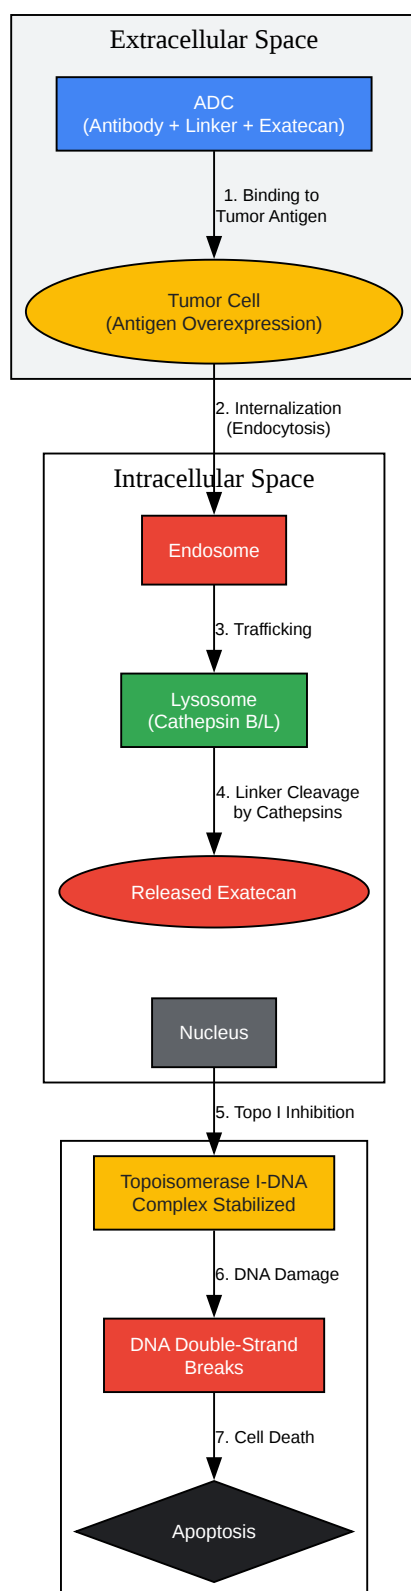 Extracellular Space
ADC
(Antibody + Linker + Exatecan)
1. Binding to
Tumor Antigen
Tumor Cell
(Antigen Overexpression)
2. Internalization
(Endocytosis)
Intracellular Space
Endosome
3. Trafficking
Lysosome
(Cathepsin B/L)
4. Linker Cleavage
by Cathepsins
Released Exatecan
Nucleus
5. Topo I Inhibition
Topoisomerase I-DNA
Complex Stabilized
6. DNA Damage
DNA Double-Strand
Breaks
7. Cell Death
Apoptosis